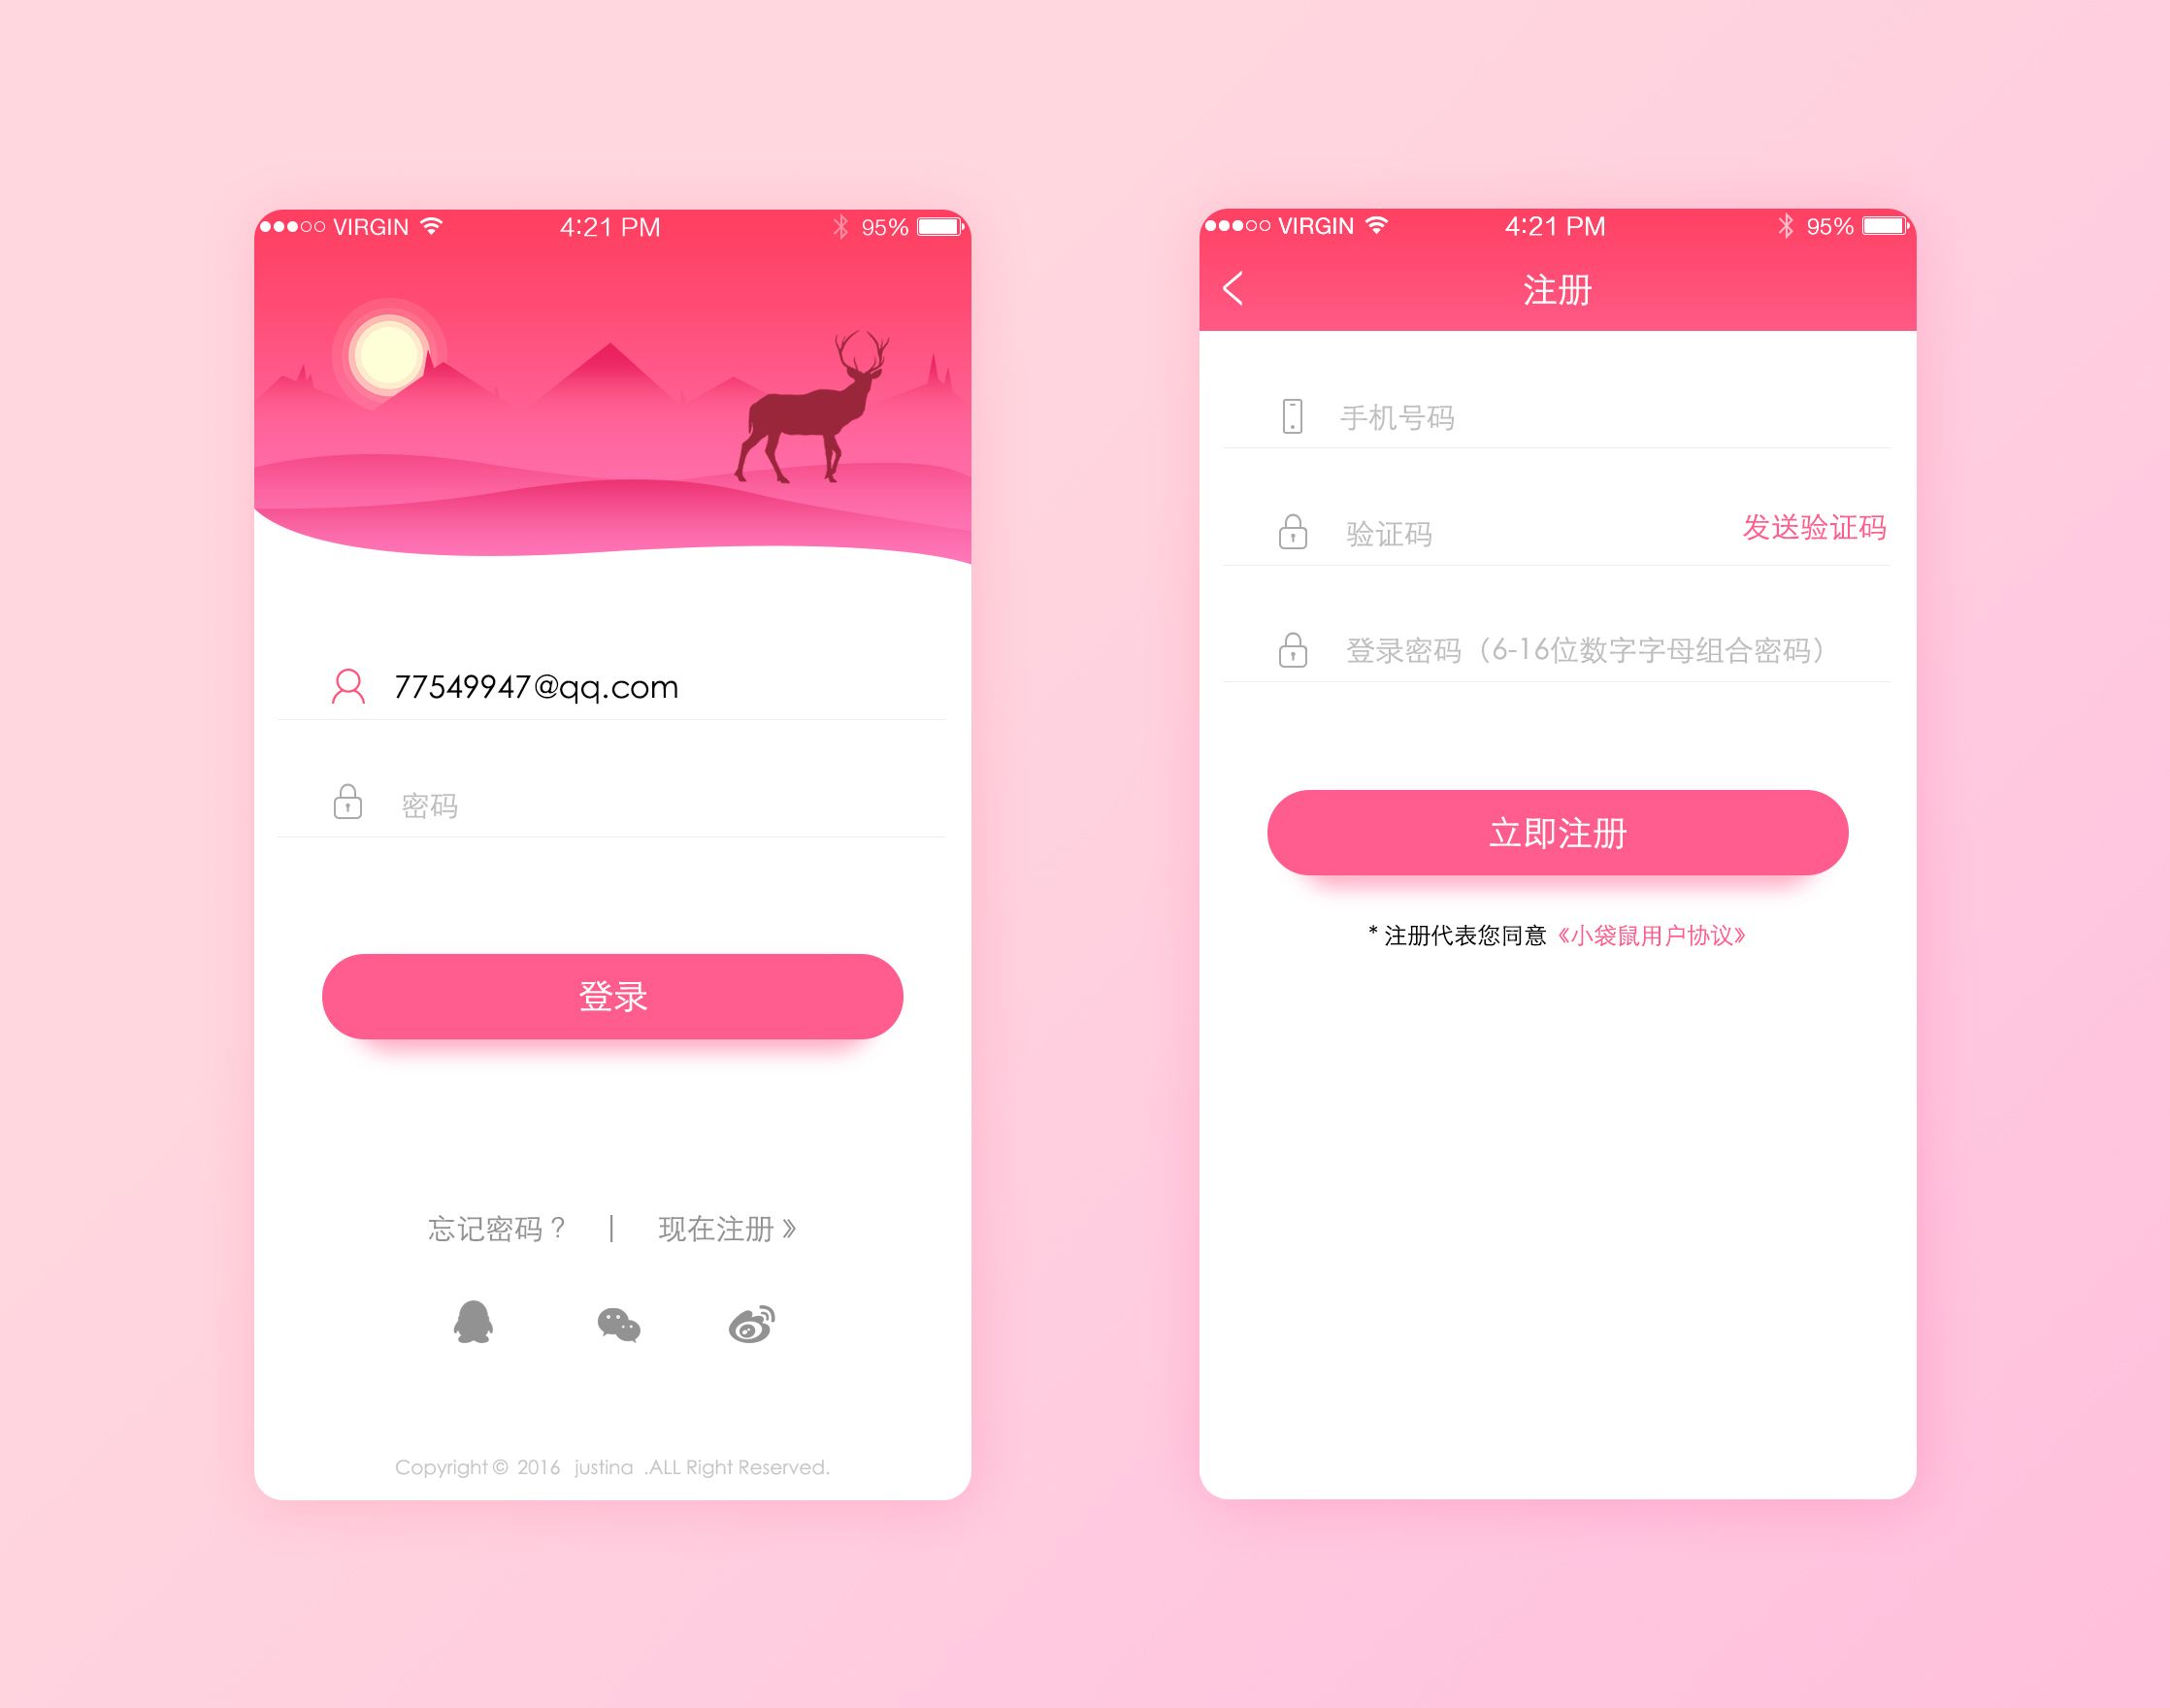 VIRGIN 4:21 PM 95%
77549947@qq.com
密码
登录
忘记密码？ | 现在注册》
Copyright © 2016 justina .ALL Right Reserved.
VIRGIN 4:21 PM 95%
注册
手机号码
验证码 发送验证码
登录密码（6-16位数字字母组合密码）
立即注册
* 注册代表您同意《小袋鼠用户协议》